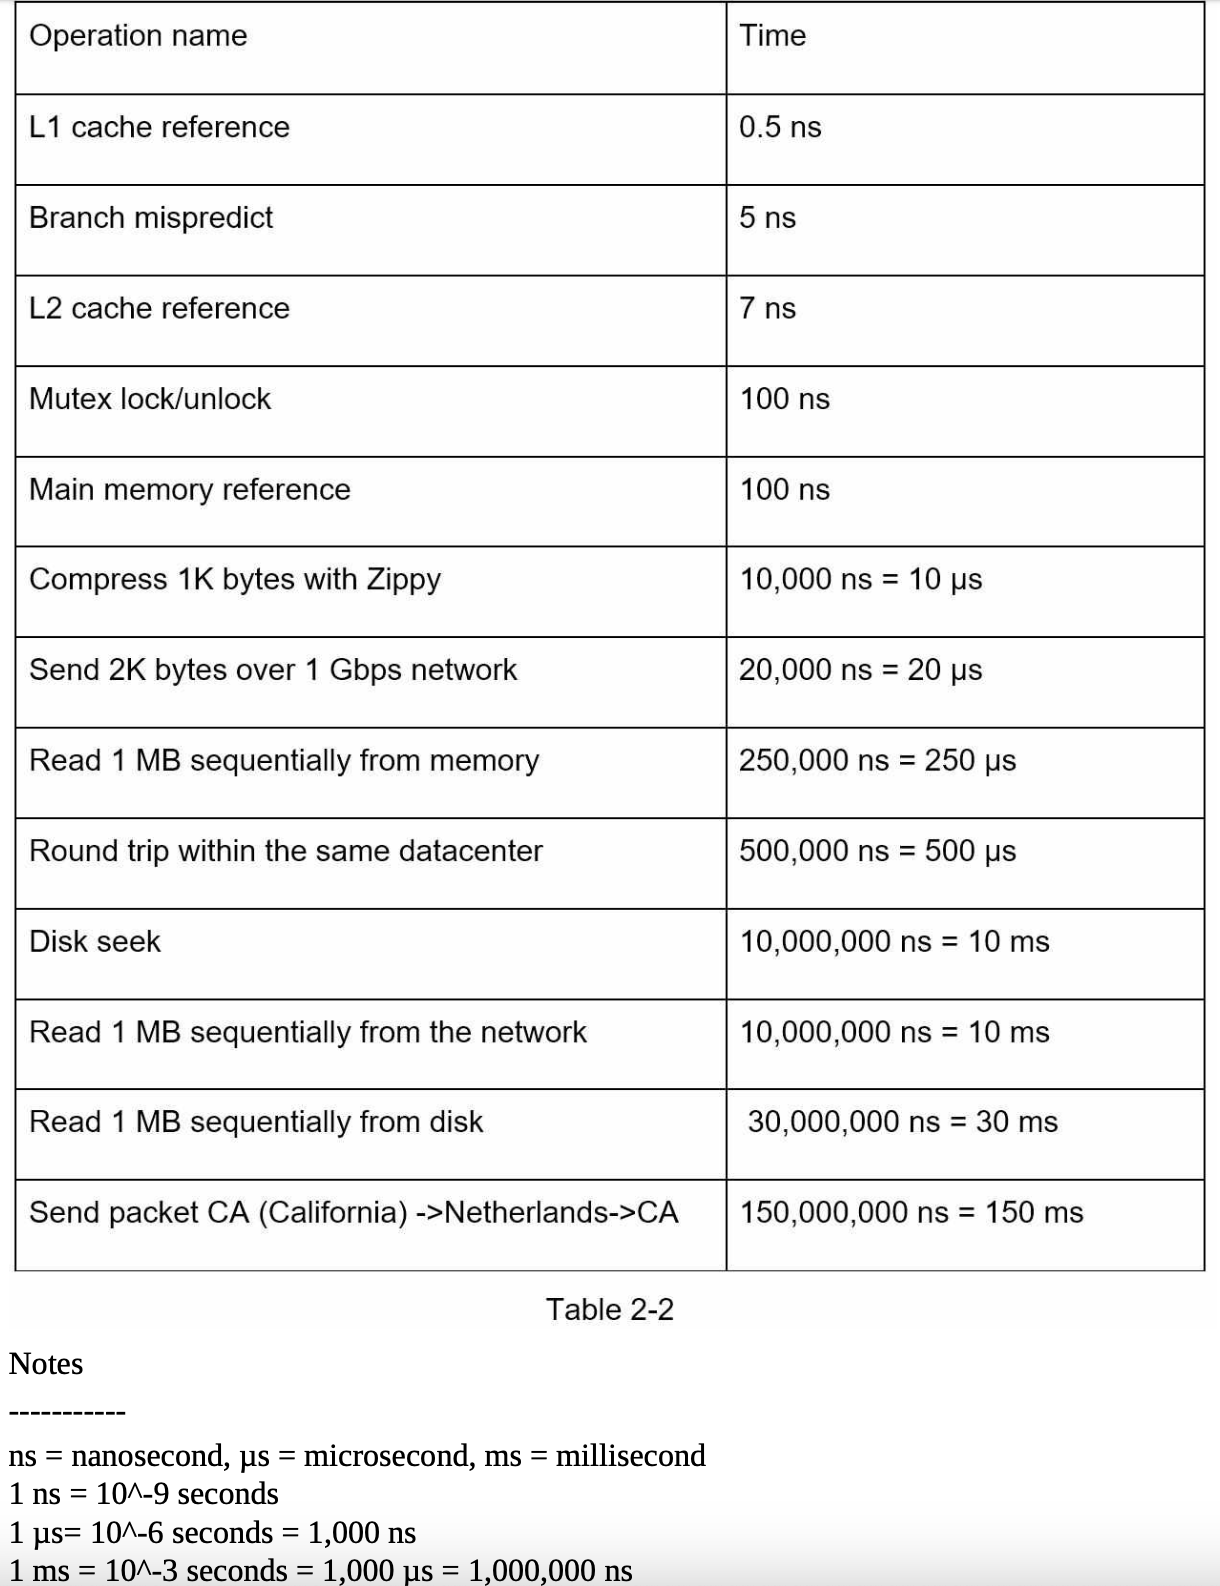 Operation name Time
L1 cache reference 0.5 ns
Branch mispredict 5 ns
L2 cache reference 7 ns
Mutex lock/unlock 100 ns
Main memory reference 100 ns
Compress 1K bytes with Zippy 10,000 ns = 10 µs
Send 2K bytes over 1 Gbps network 20,000 ns = 20 µs
Read 1 MB sequentially from memory 250,000 ns = 250 µs
Round trip within the same datacenter 500,000 ns = 500 µs
Disk seek 10,000,000 ns = 10 ms
Read 1 MB sequentially from the network 10,000,000 ns = 10 ms
Read 1 MB sequentially from disk 30,000,000 ns = 30 ms
Send packet CA (California) ->Netherlands->CA 150,000,000 ns = 150 ms
Table 2-2
Notes
-----------
ns = nanosecond, µs = microsecond, ms = millisecond
1 ns = 10^-9 seconds
1 µs= 10^-6 seconds = 1,000 ns
1 ms = 10^-3 seconds = 1,000 µs = 1,000,000 ns